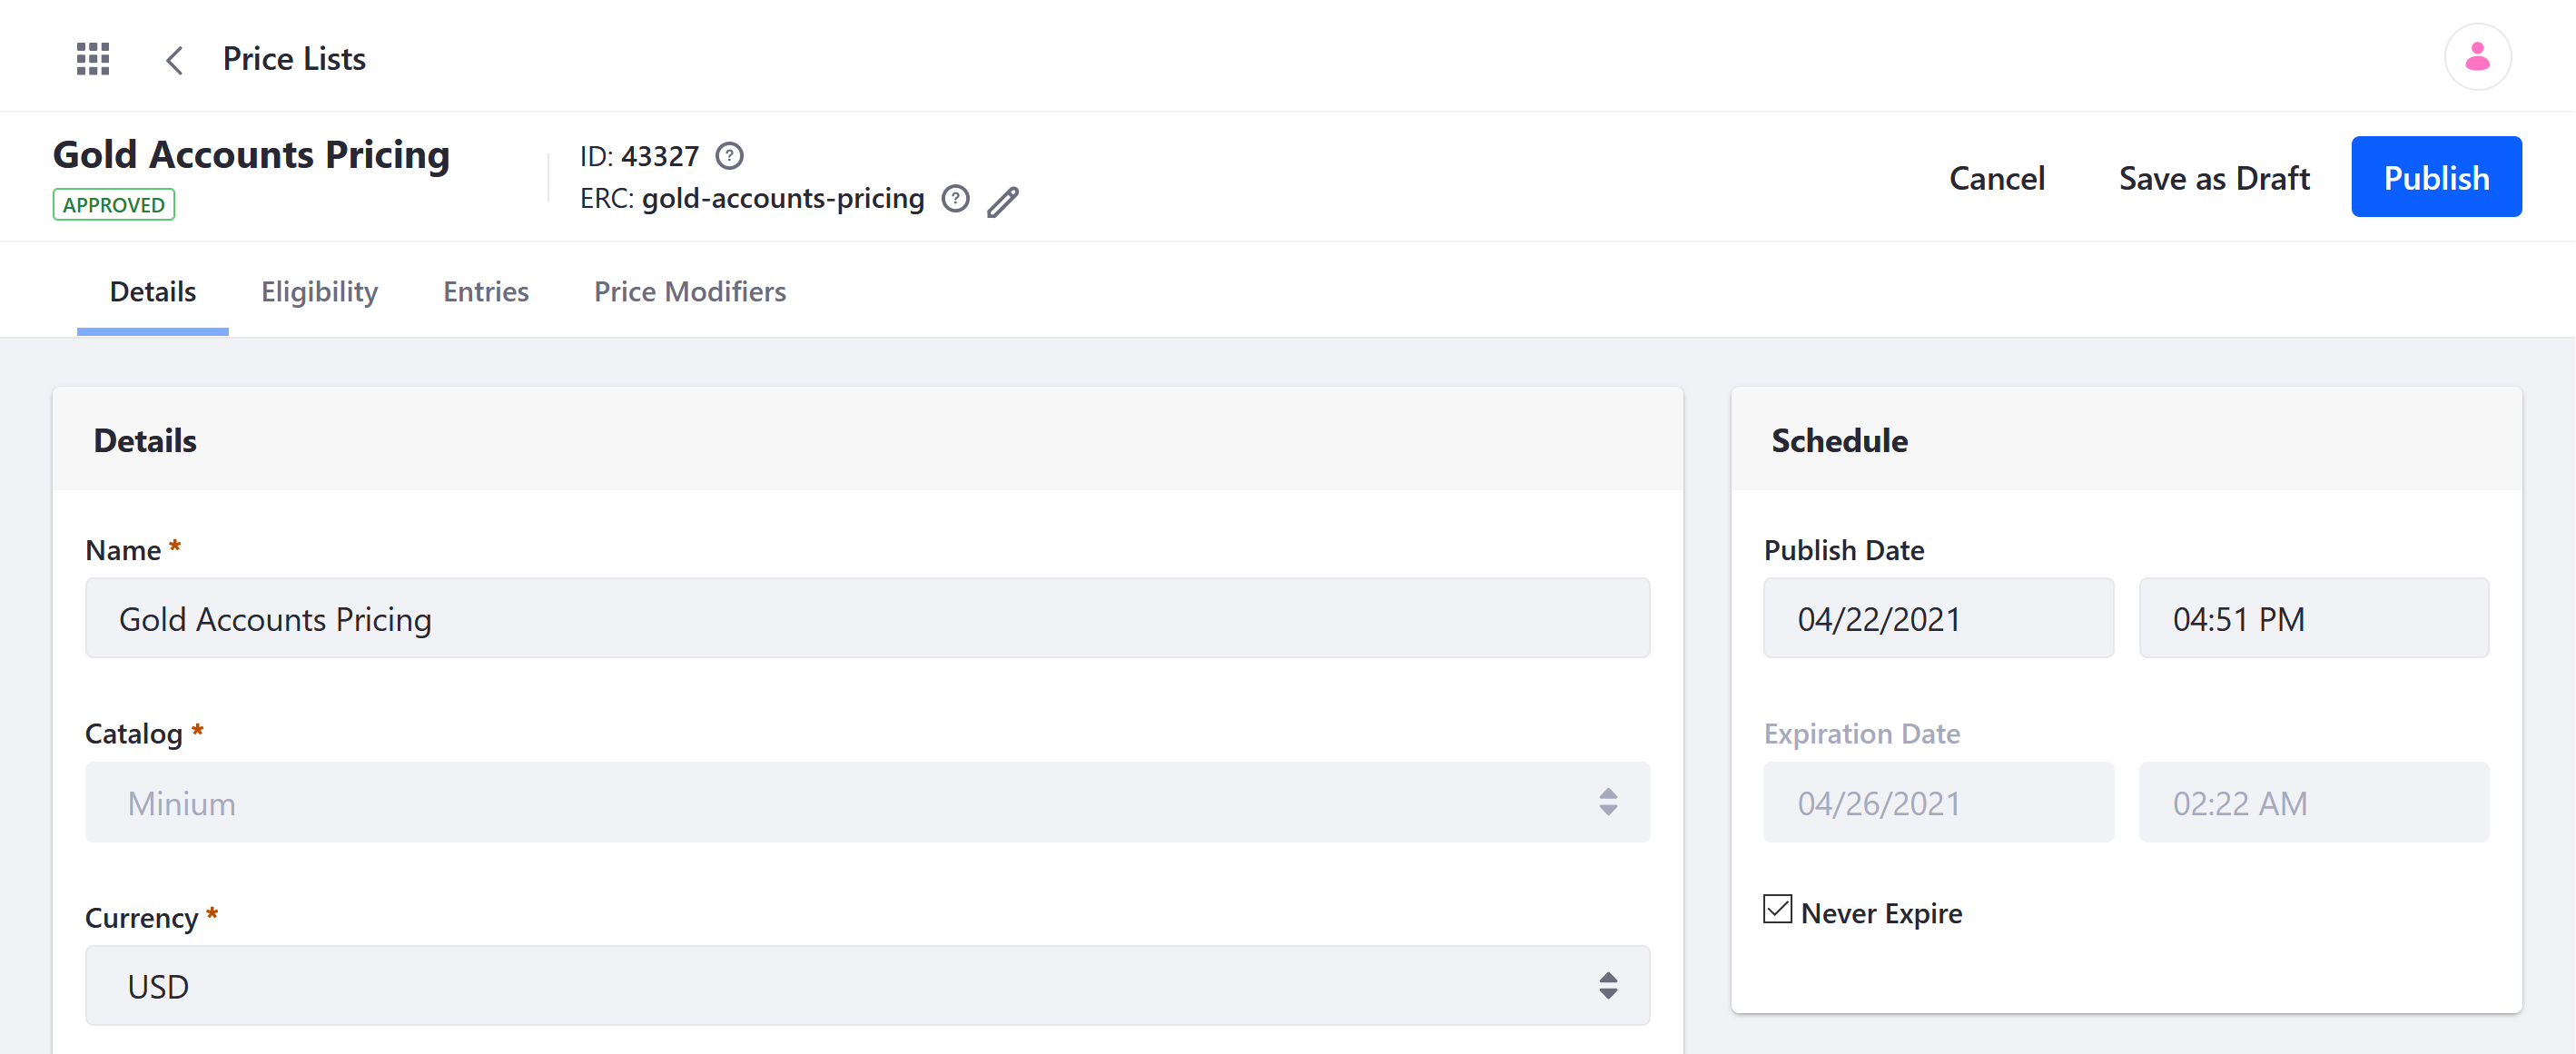 Price Lists
Gold Accounts Pricing
APPROVED
ID: 43327 ?
ERC: gold-accounts-pricing ?
Cancel Save as Draft Publish
Details Eligibility Entries Price Modifiers
Details
Name *
Gold Accounts Pricing
Catalog *
Minium
Currency *
USD
Schedule
Publish Date
04/22/2021 04:51 PM
Expiration Date
04/26/2021 02:22 AM
Never Expire